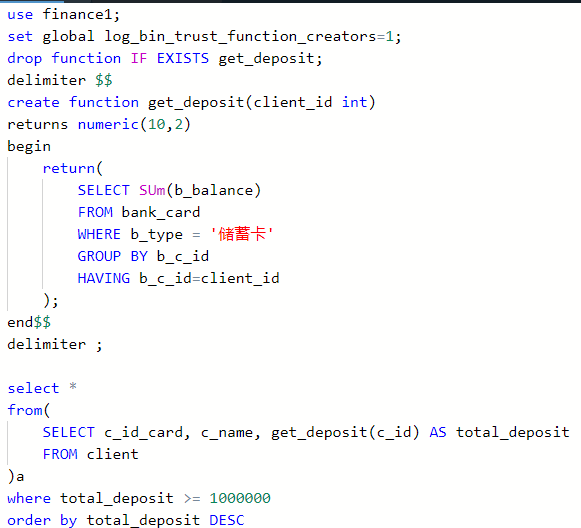 use finance1;
set global log_bin_trust_function_creators=1;
drop function IF EXISTS get_deposit;
delimiter $$
create function get_deposit(client_id int)
returns numeric(10,2)
begin
    return(
        SELECT SUm(b_balance)
        FROM bank_card
        WHERE b_type = '储蓄卡'
        GROUP BY b_c_id
        HAVING b_c_id=client_id
    );
end$$
delimiter ;

select *
from(
    SELECT c_id_card, c_name, get_deposit(c_id) AS total_deposit
    FROM client
)a
where total_deposit >= 1000000
order by total_deposit DESC